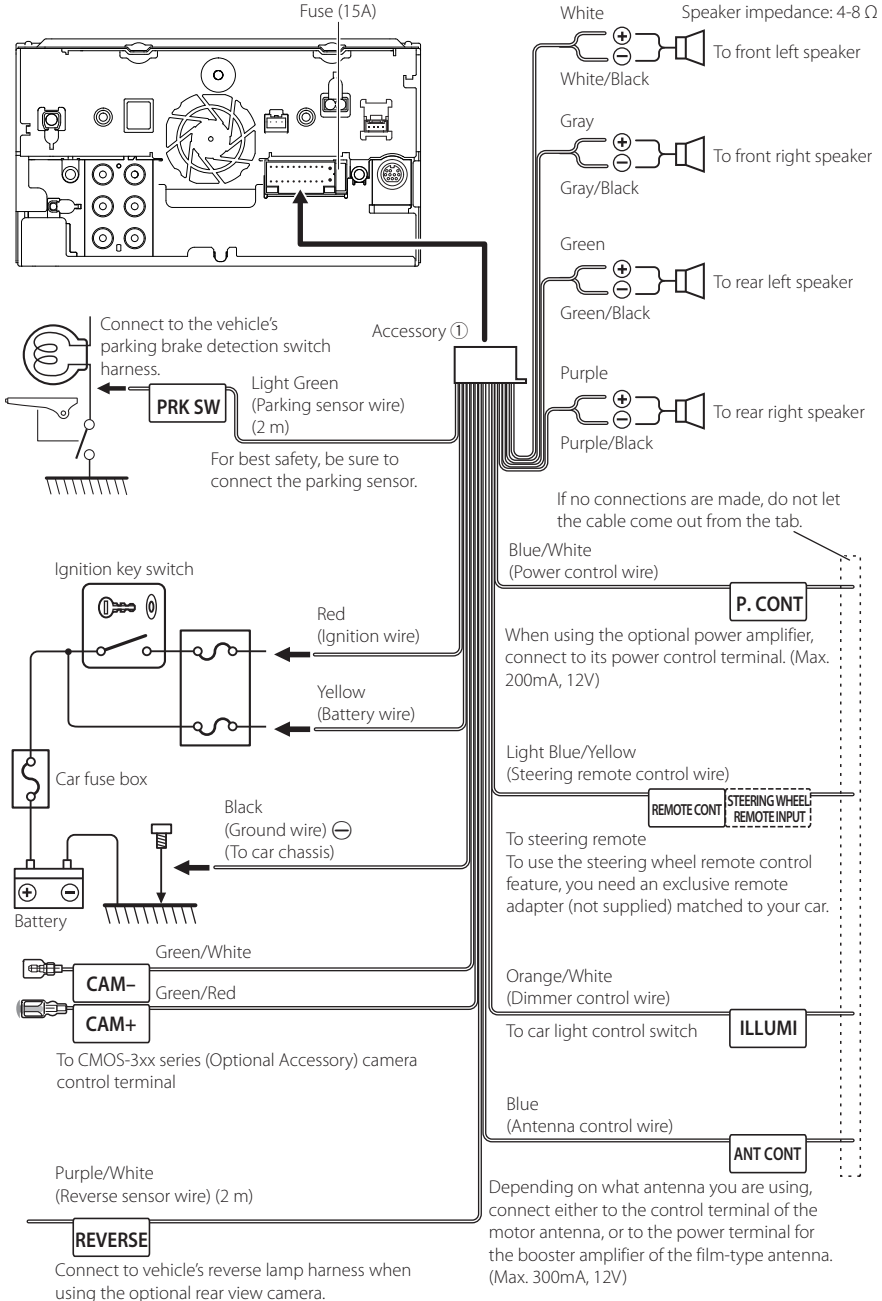 Fuse (15A)
White
Speaker impedance: 4-8 Ω
To front left speaker
White/Black
Gray
To front right speaker
Gray/Black
Green
To rear left speaker
Green/Black
Purple
To rear right speaker
Purple/Black
Accessory ①
Connect to the vehicle's
parking brake detection switch
harness.
Light Green
(Parking sensor wire)
(2 m)
PRK SW
For best safety, be sure to
connect the parking sensor.
If no connections are made, do not let
the cable come out from the tab.
Blue/White
(Power control wire)
P. CONT
When using the optional power amplifier,
connect to its power control terminal. (Max.
200mA, 12V)
Ignition key switch
Red
(Ignition wire)
Yellow
(Battery wire)
Car fuse box
Black
(Ground wire) ⊖
(To car chassis)
Battery
Light Blue/Yellow
(Steering remote control wire)
REMOTE CONT
STEERING WHEEL
REMOTE INPUT
To steering remote
To use the steering wheel remote control
feature, you need an exclusive remote
adapter (not supplied) matched to your car.
Green/White
CAM–
Green/Red
CAM+
To CMOS-3xx series (Optional Accessory) camera
control terminal
Orange/White
(Dimmer control wire)
To car light control switch
ILLUMI
Blue
(Antenna control wire)
ANT CONT
Depending on what antenna you are using,
connect either to the control terminal of the
motor antenna, or to the power terminal for
the booster amplifier of the film-type antenna.
(Max. 300mA, 12V)
Purple/White
(Reverse sensor wire) (2 m)
REVERSE
Connect to vehicle's reverse lamp harness when
using the optional rear view camera.